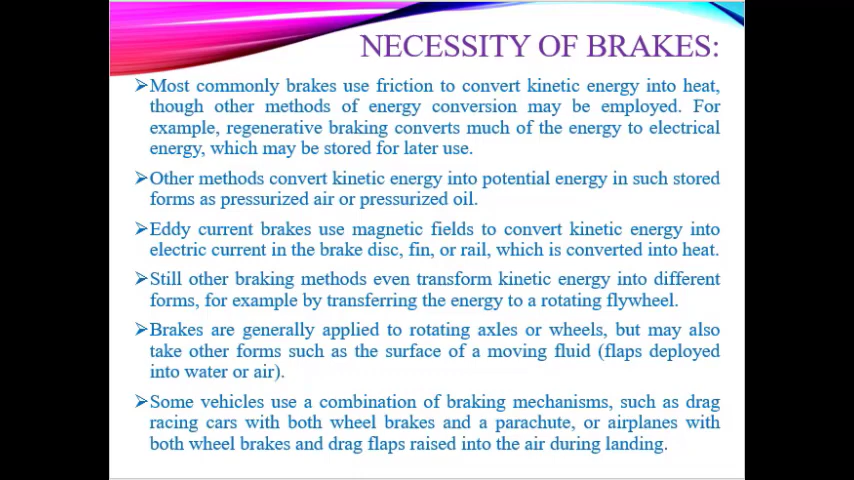 NECESSITY OF BRAKES:
➢Most commonly brakes use friction to convert kinetic energy into heat,
though other methods of energy conversion may be employed. For
example, regenerative braking converts much of the energy to electrical
energy, which may be stored for later use.
➢Other methods convert kinetic energy into potential energy in such stored
forms as pressurized air or pressurized oil.
➢Eddy current brakes use magnetic fields to convert kinetic energy into
electric current in the brake disc, fin, or rail, which is converted into heat.
➢Still other braking methods even transform kinetic energy into different
forms, for example by transferring the energy to a rotating flywheel.
➢Brakes are generally applied to rotating axles or wheels, but may also
take other forms such as the surface of a moving fluid (flaps deployed
into water or air).
➢Some vehicles use a combination of braking mechanisms, such as drag
racing cars with both wheel brakes and a parachute, or airplanes with
both wheel brakes and drag flaps raised into the air during landing.